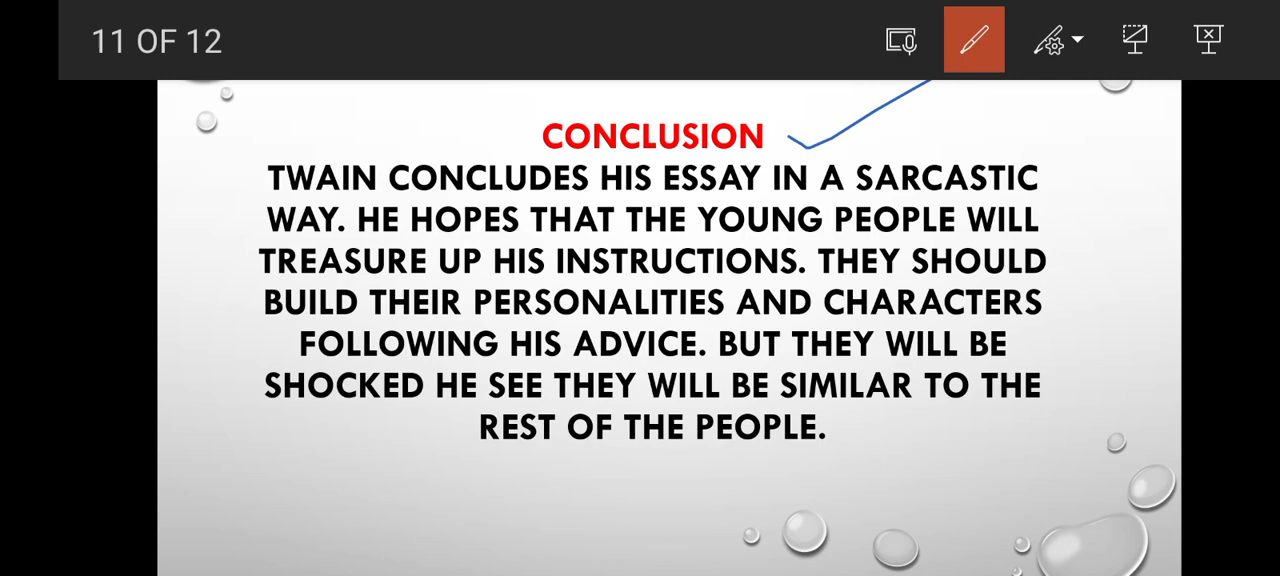 11 OF 12
CONCLUSION
TWAIN CONCLUDES HIS ESSAY IN A SARCASTIC
WAY. HE HOPES THAT THE YOUNG PEOPLE WILL
TREASURE UP HIS INSTRUCTIONS. THEY SHOULD
BUILD THEIR PERSONALITIES AND CHARACTERS
FOLLOWING HIS ADVICE. BUT THEY WILL BE
SHOCKED HE SEE THEY WILL BE SIMILAR TO THE
REST OF THE PEOPLE.